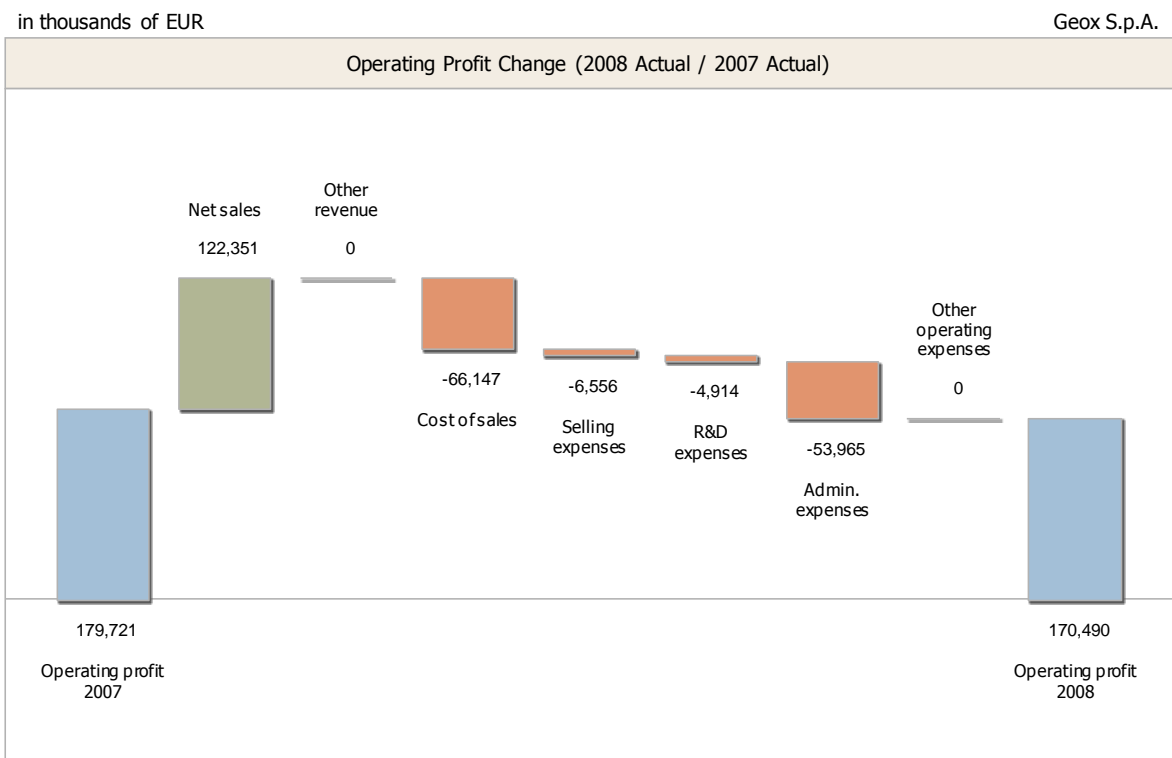 in thousands of EUR
Geox S.p.A.
Operating Profit Change (2008 Actual / 2007 Actual)
Net sales
122,351
Other
revenue
0
-66,147
Cost of sales
-6,556
Selling
expenses
-4,914
R&D
expenses
-53,965
Admin.
expenses
Other
operating
expenses
0
179,721
Operating profit
2007
170,490
Operating profit
2008